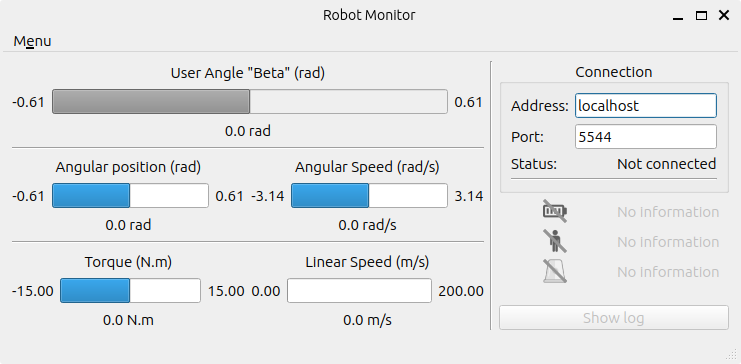 Robot Monitor
Menu
User Angle "Beta" (rad)
-0.61 0.61
0.0 rad
Angular position (rad) Angular Speed (rad/s)
-0.61 0.61 -3.14 3.14
0.0 rad 0.0 rad/s
Torque (N.m) Linear Speed (m/s)
-15.00 15.00 0.00 200.00
0.0 N.m 0.0 m/s
Connection
Address: localhost
Port: 5544
Status: Not connected
No information
No information
No information
Show log